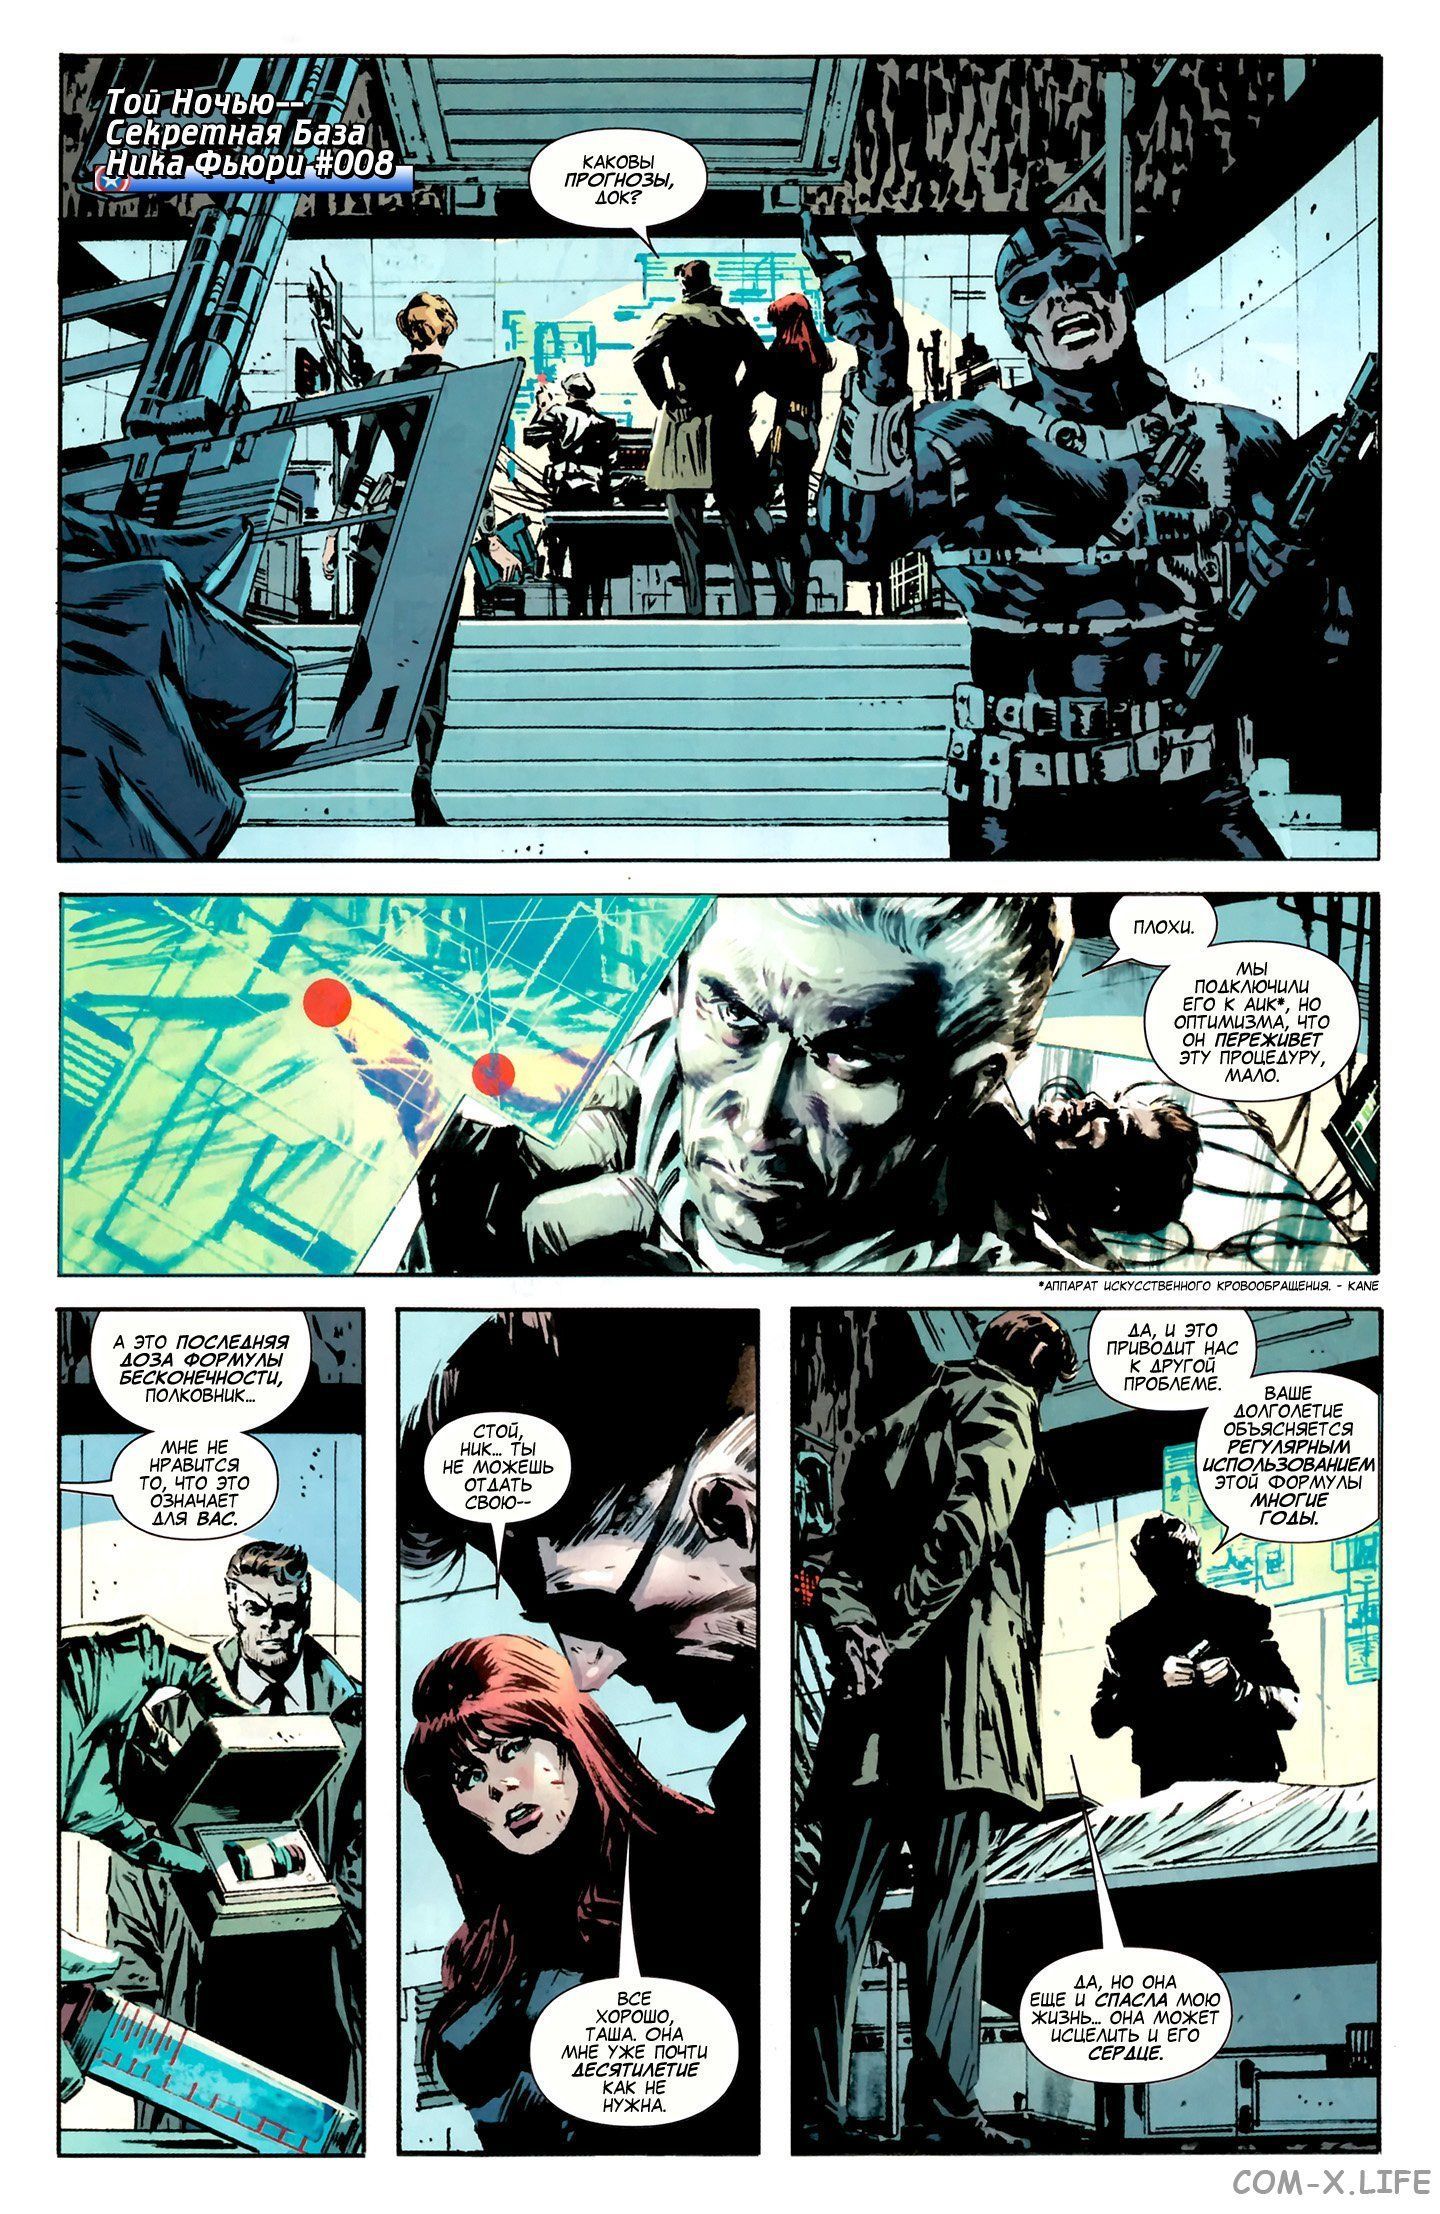 Той Ночью--
Секретная База
Ника Фьюри #008
КАКОВЫ
ПРОГНОЗЫ,
ДОК?
ПЛОХИ.
МЫ
ПОДКЛЮЧИЛИ
ЕГО К АИК*, НО
ОПТИМИЗМА, ЧТО
ОН ПЕРЕЖИВЕТ
ЭТУ ПРОЦЕДУРУ,
МАЛО.
*АППАРАТ ИСКУССТВЕННОГО КРОВООБРАЩЕНИЯ. - KANE
А ЭТО ПОСЛЕДНЯЯ
ДОЗА ФОРМУЛЫ
БЕСКОНЕЧНОСТИ,
ПОЛКОВНИК...
МНЕ НЕ
НРАВИТСЯ
ТО, ЧТО ЭТО
ОЗНАЧАЕТ
ДЛЯ ВАС.
СТОЙ,
НИК... ТЫ
НЕ МОЖЕШЬ
ОТДАТЬ
СВОЮ--
ВСЕ
ХОРОШО,
ТАША. ОНА
МНЕ УЖЕ ПОЧТИ
ДЕСЯТИЛЕТИЕ
КАК НЕ
НУЖНА.
ДА, И ЭТО
ПРИВОДИТ НАС
К ДРУГОЙ
ПРОБЛЕМЕ.
ВАШЕ
ДОЛГОЛЕТИЕ
ОБЪЯСНЯЕТСЯ
РЕГУЛЯРНЫМ
ИСПОЛЬЗОВАНИЕМ
ЭТОЙ ФОРМУЛЫ
МНОГИЕ
ГОДЫ.
ДА, НО ОНА
ЕЩЕ И СПАСЛА МОЮ
ЖИЗНЬ... ОНА МОЖЕТ
ИСЦЕЛИТЬ И ЕГО
СЕРДЦЕ.
COM-X.LIFE